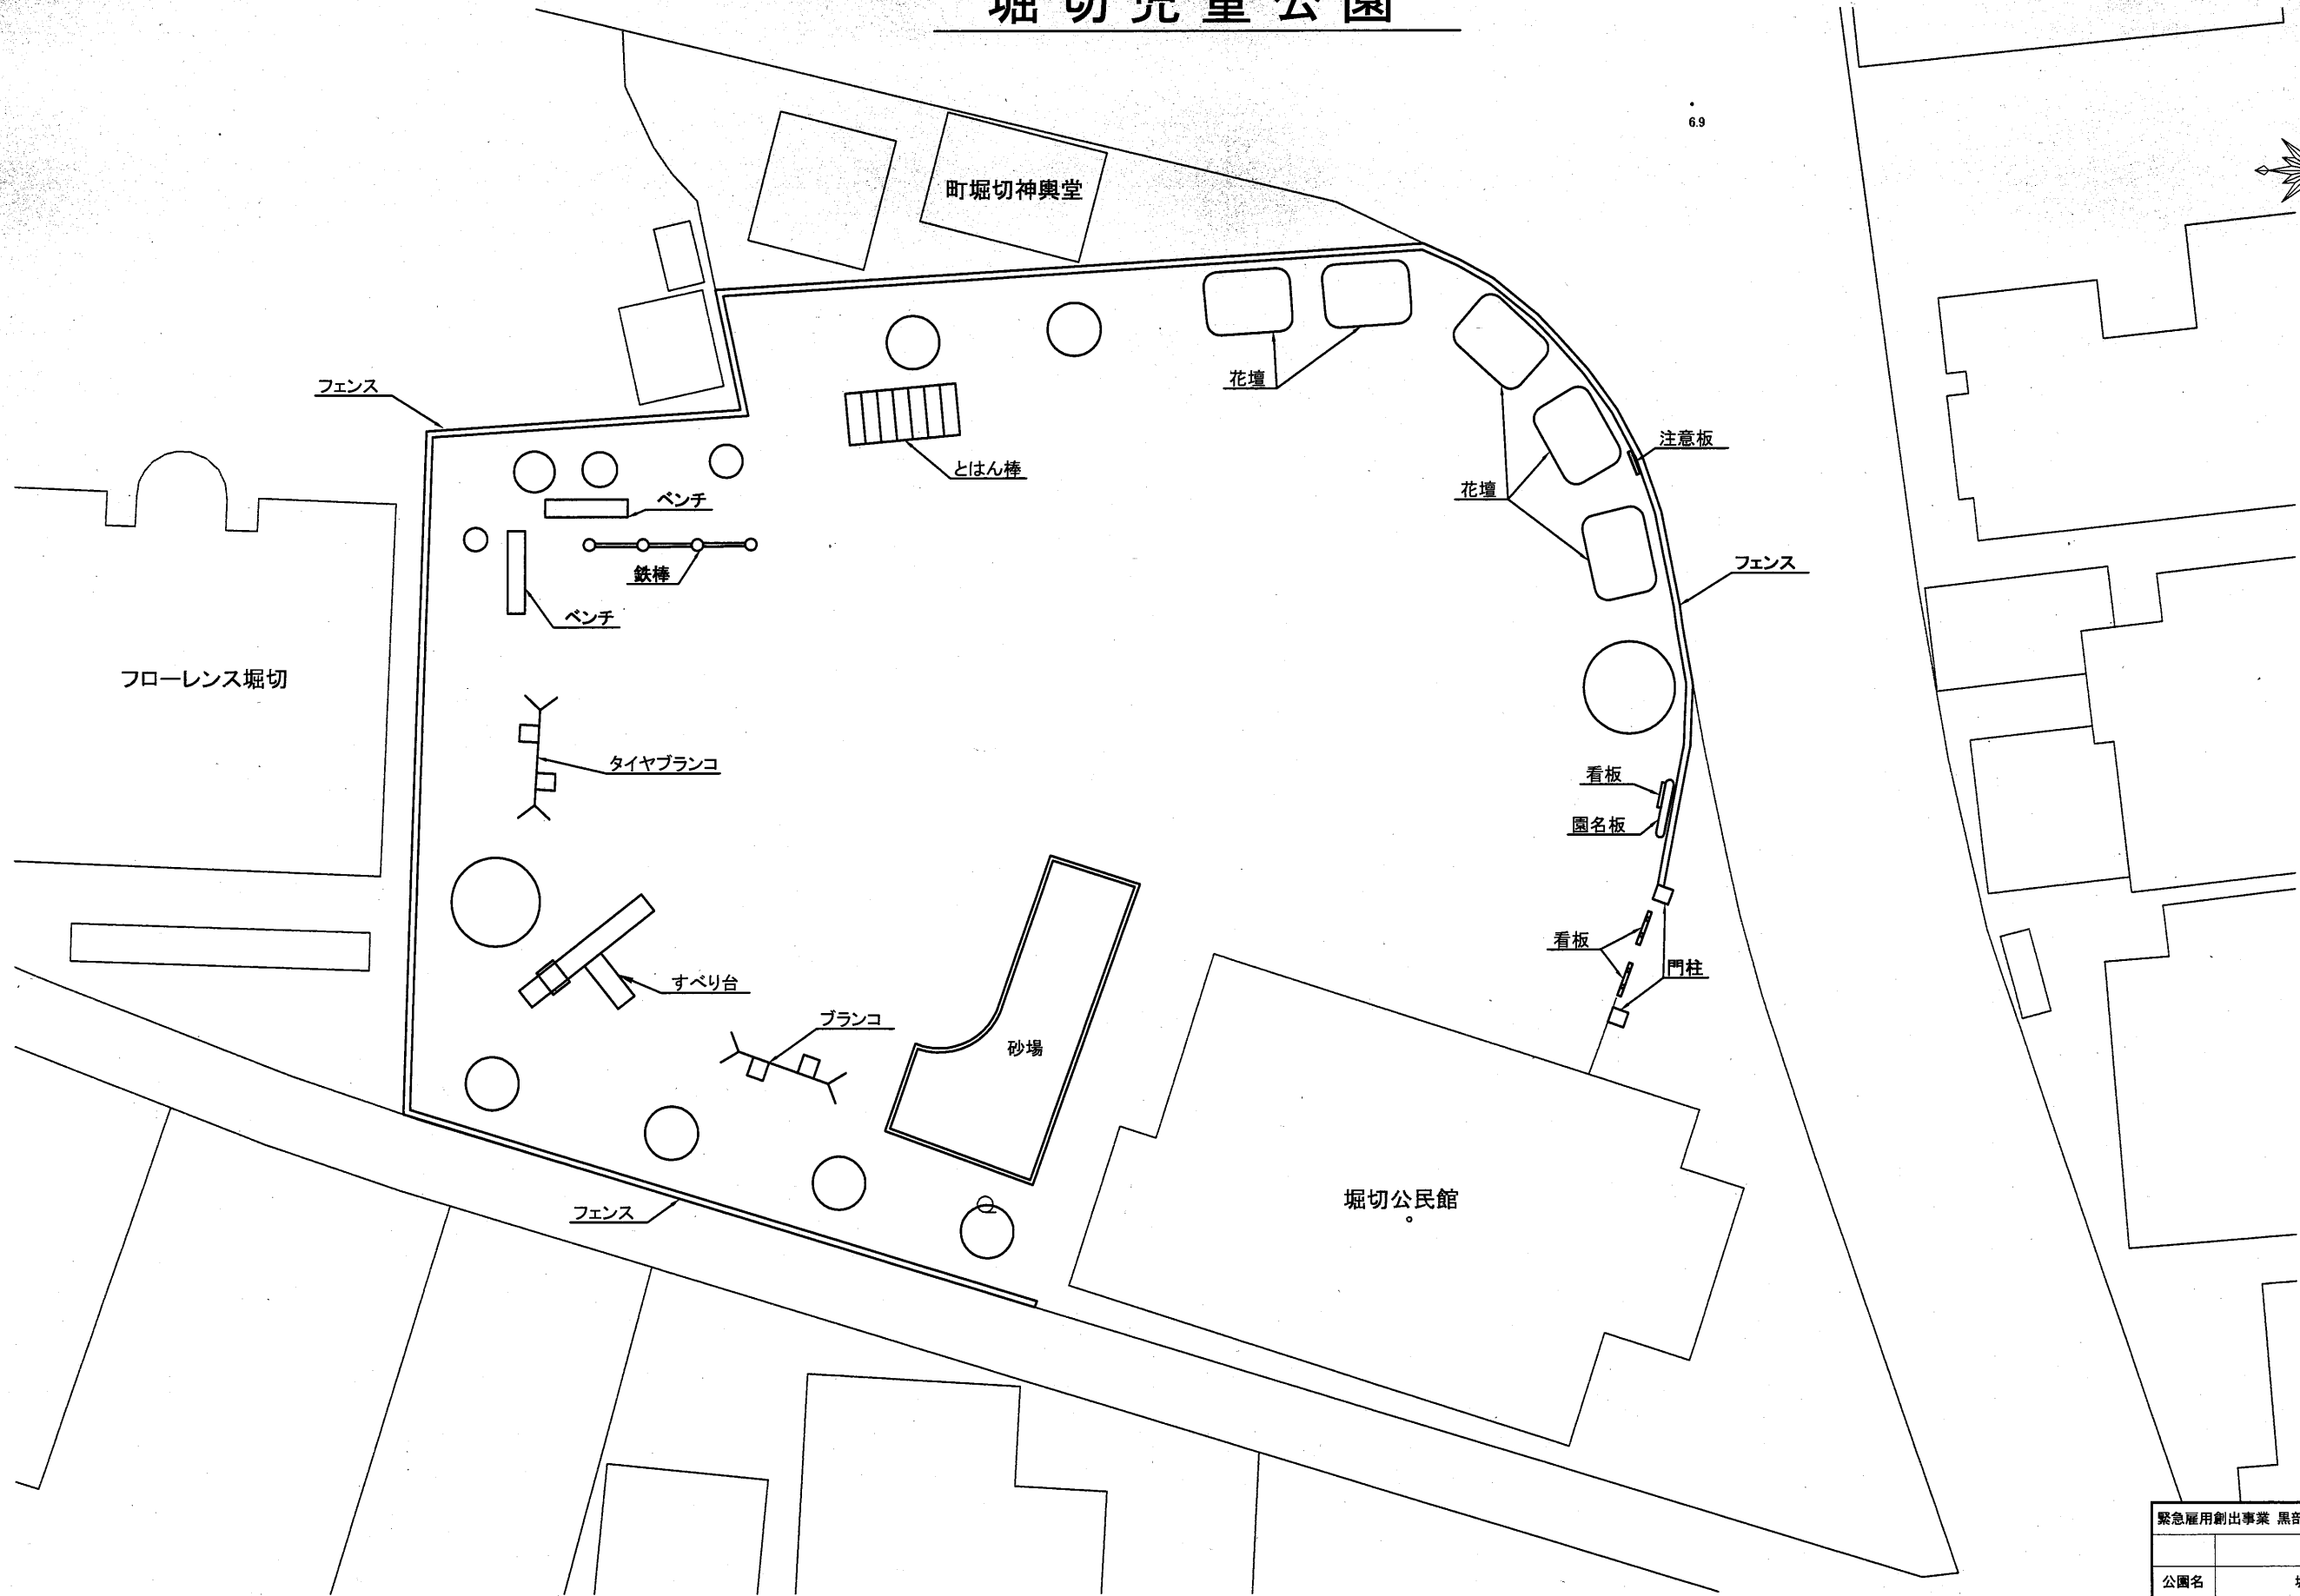 堀切児童公園
6.9
町堀切神輿堂
フェンス
花壇
注意板
とはん棒
花壇
ベンチ
フェンス
鉄棒
ベンチ
フローレンス堀切
タイヤブランコ
看板
園名板
看板
門柱
すべり台
ブランコ
砂場
堀切公民館
フェンス
緊急雇用創出事業 黒部
公園名